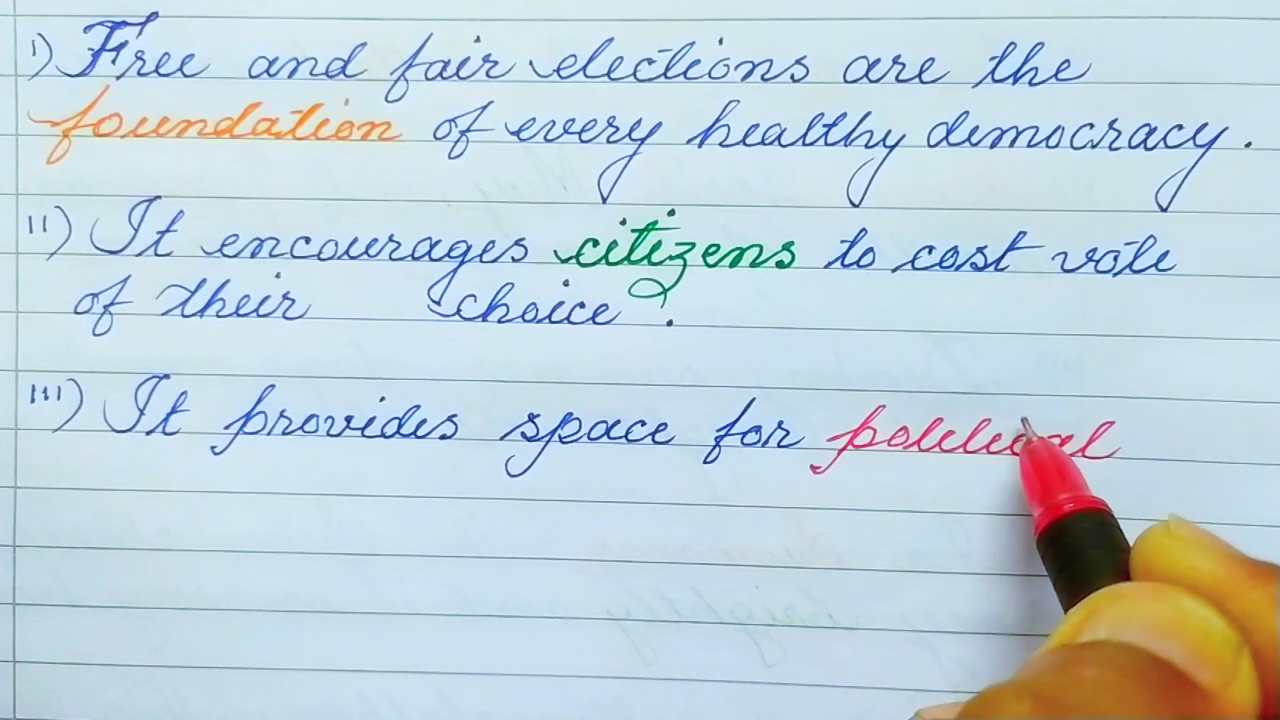 i) Free and fair elections are the
foundation of every healthy democracy.
ii) It encourages citizens to cast vote
of their choice.
iii) It provides space for political